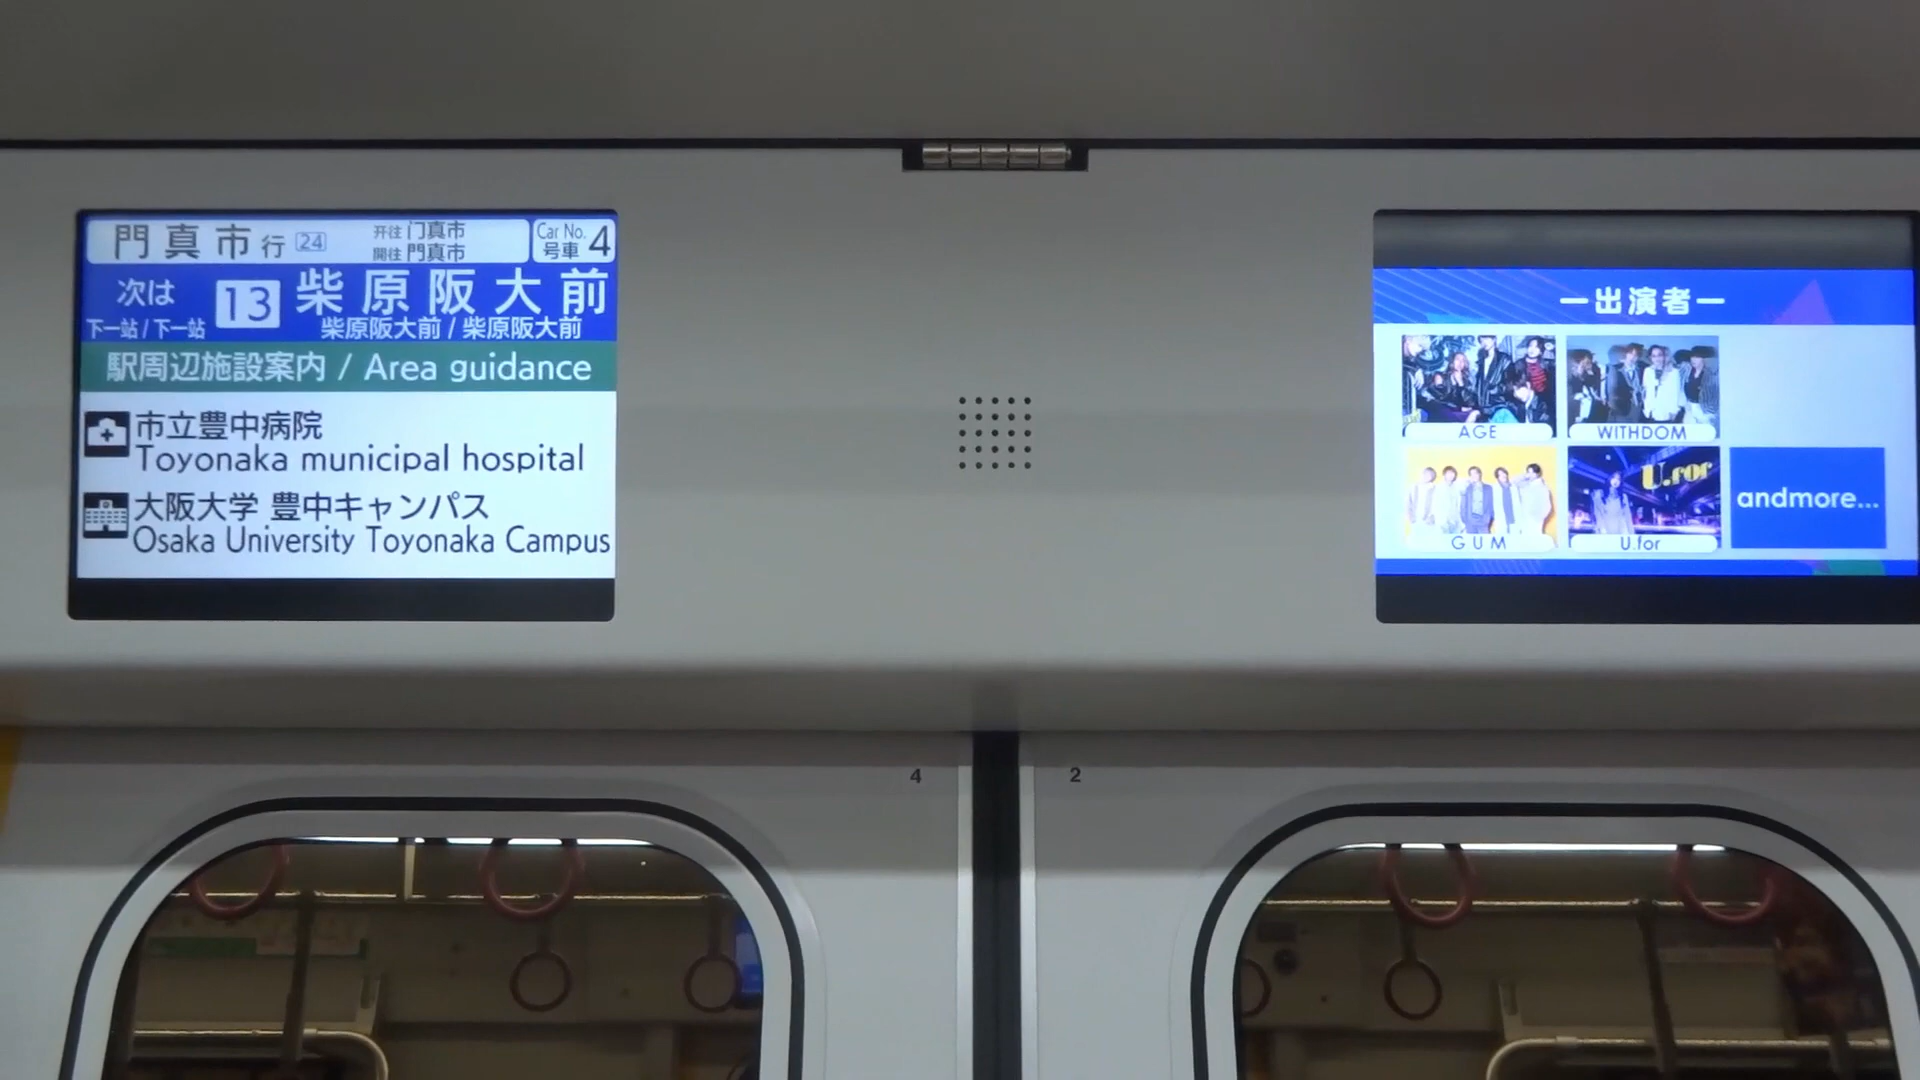 門真市行 24
开往 门真市
開往 門真市
Car No.
号車 4
次は 13 柴原阪大前
下一站 / 下一站 柴原阪大前 / 柴原阪大前
駅周辺施設案内 / Area guidance
市立豊中病院
Toyonaka municipal hospital
大阪大学 豊中キャンパス
Osaka University Toyonaka Campus
ー出演者ー
AGE WITHDOM
U.for
andmore...
GUM U.for
4 2